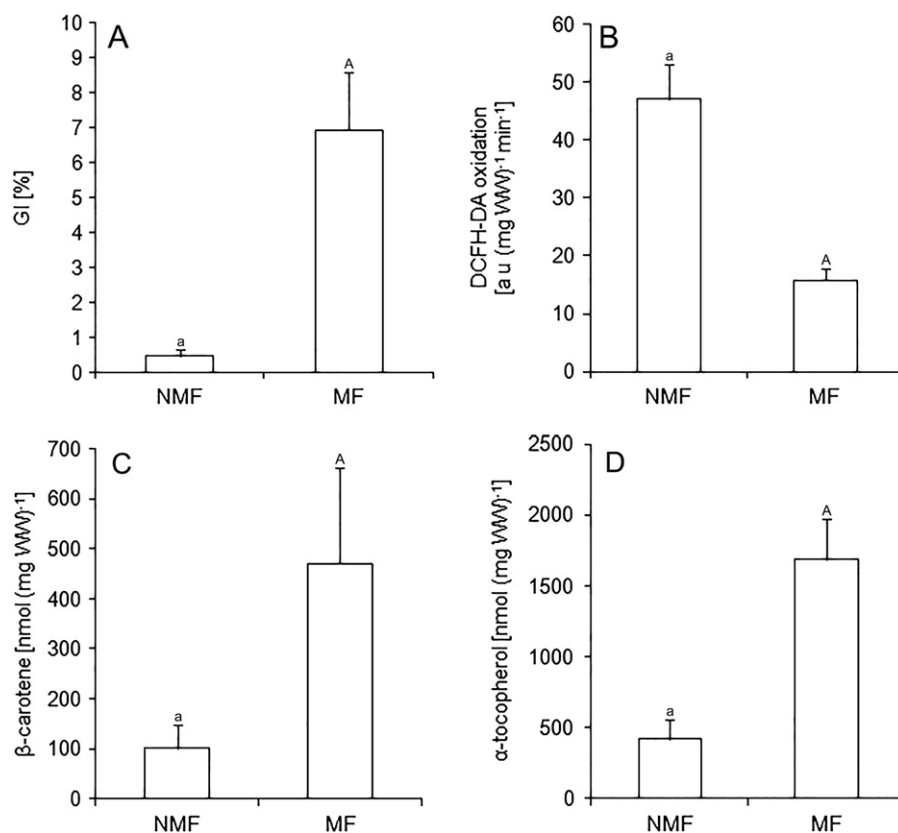 A
GI [%]
10
9
8
7
6
5
4
3
2
1
0
a
A
NMF
MF
B
DCFH-DA oxidation
[a u (mg WW)-1 min-1]
60
50
40
30
20
10
0
a
A
NMF
MF
C
β-carotene [nmol (mg WW)-1]
700
600
500
400
300
200
100
0
a
A
NMF
MF
D
α-tocopherol [nmol (mg WW)-1]
2500
2000
1500
1000
500
0
a
A
NMF
MF